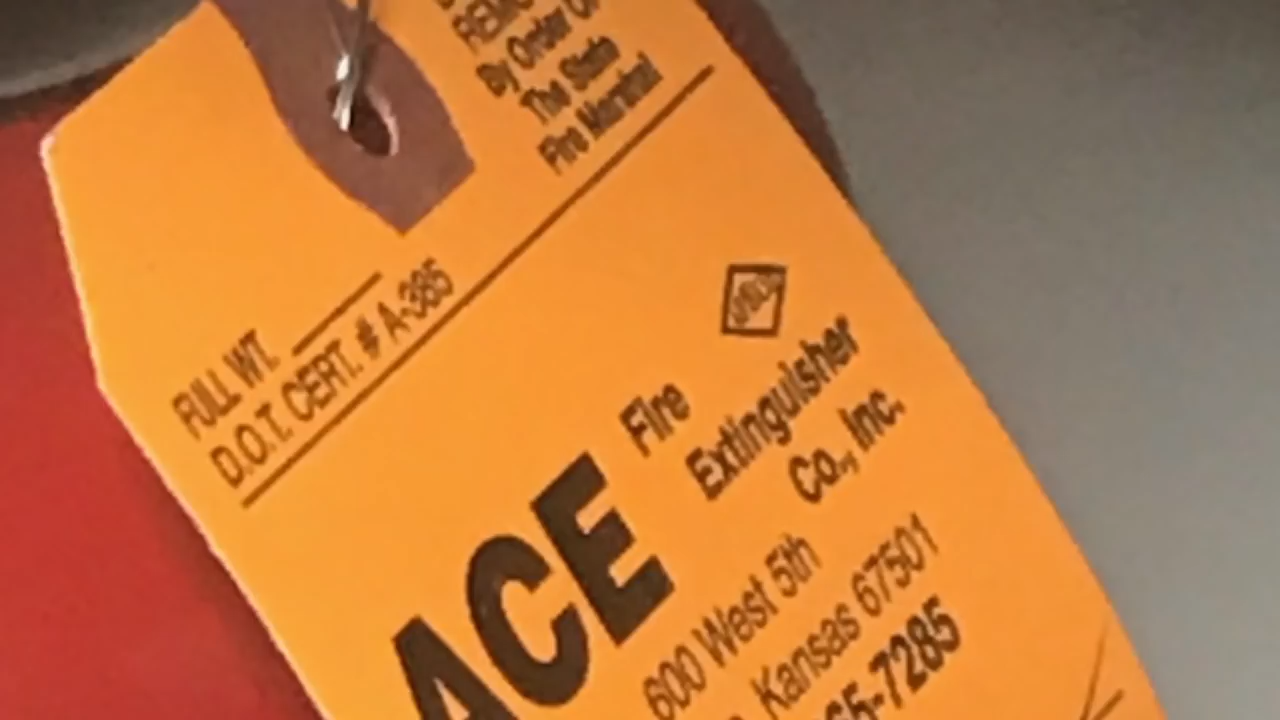 By Order Of
The State
Fire Marshal
FULL WT.
D.O.T. CERT. # A-385
ACE Fire
Extinguisher
Co., Inc.
600 West 5th
Kansas 67501
65-7285